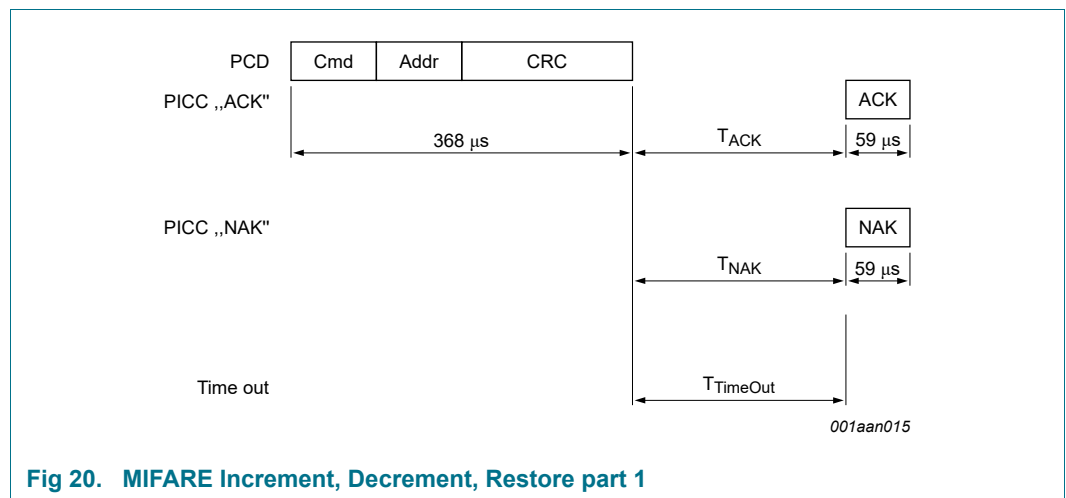 PCD Cmd Addr CRC
PICC ,,ACK" ACK
368 μs TACK 59 μs
PICC ,,NAK" NAK
TNAK 59 μs
Time out TTimeOut
001aan015
Fig 20. MIFARE Increment, Decrement, Restore part 1